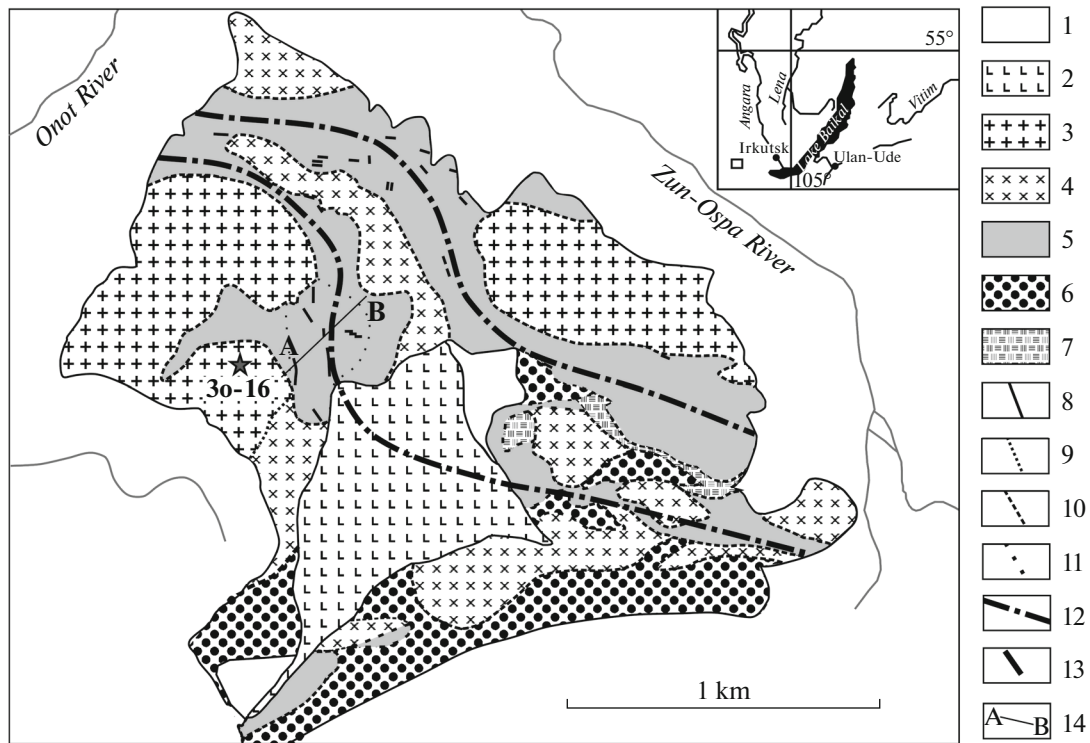 Onot River
Zun-Ospa River
55°
Angara
Lena
Vitim
Lake Baikal
Irkutsk
Ulan-Ude
105°
A
B
3o-16
1 km
1
2
3
4
5
6
7
8
9
10
11
12
13
A B 14